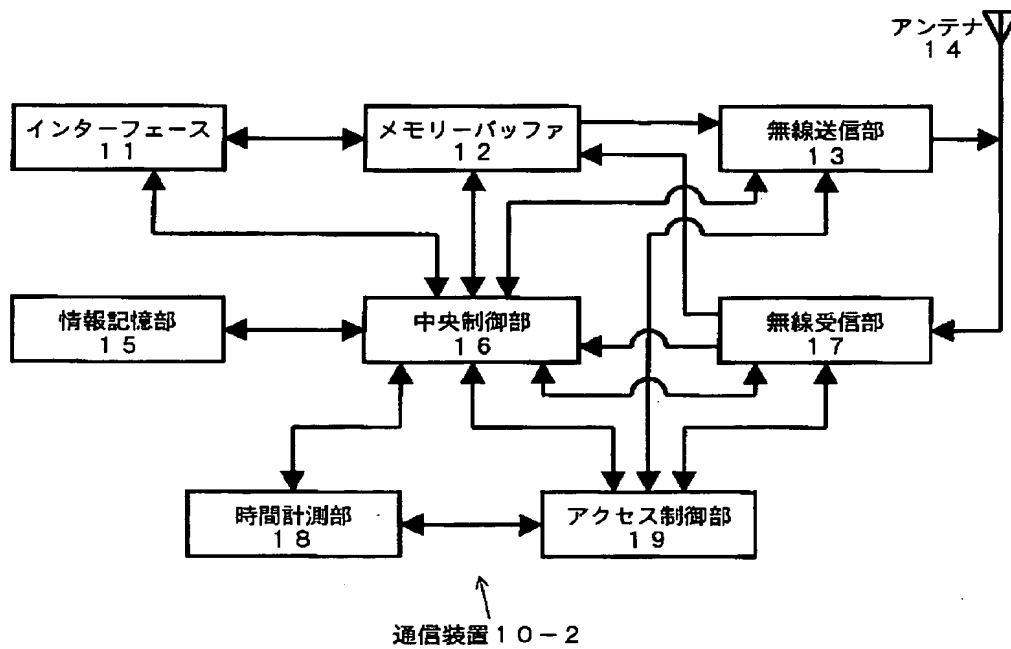 アンテナ
14
インターフェース
11
メモリーバッファ
12
無線送信部
13
情報記憶部
15
中央制御部
16
無線受信部
17
時間計測部
18
アクセス制御部
19
通信装置10-2